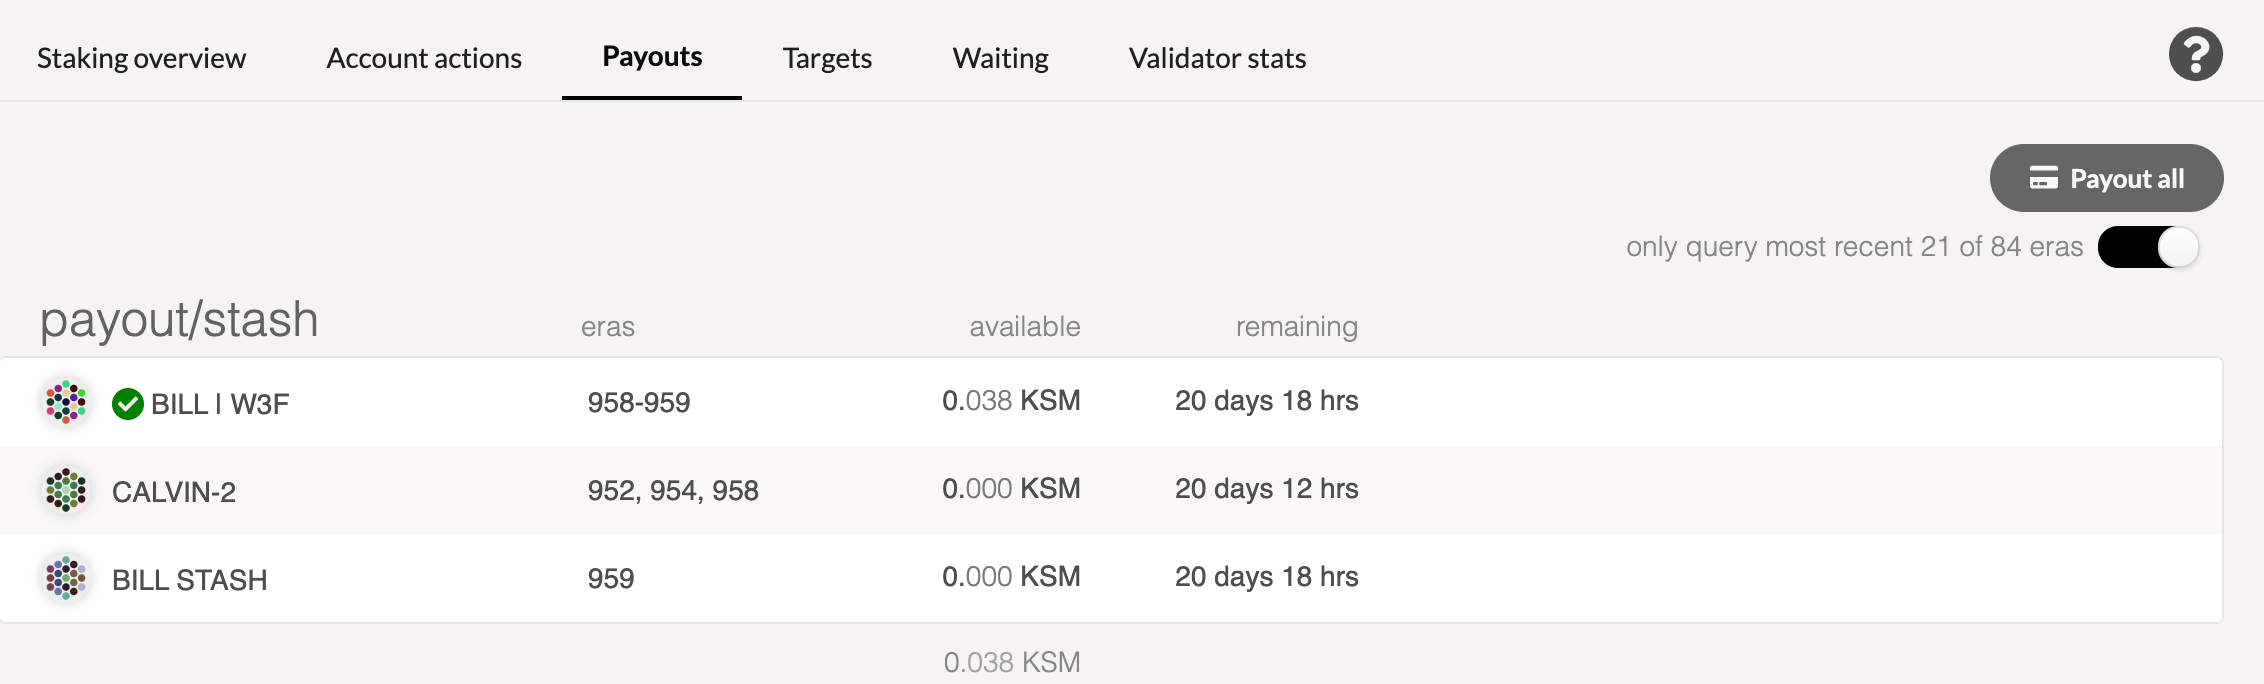 Staking overview Account actions Payouts Targets Waiting Validator stats ?
Payout all
only query most recent 21 of 84 eras
payout/stash eras available remaining
BILL | W3F 958-959 0.038 KSM 20 days 18 hrs
CALVIN-2 952, 954, 958 0.000 KSM 20 days 12 hrs
BILL STASH 959 0.000 KSM 20 days 18 hrs
0.038 KSM